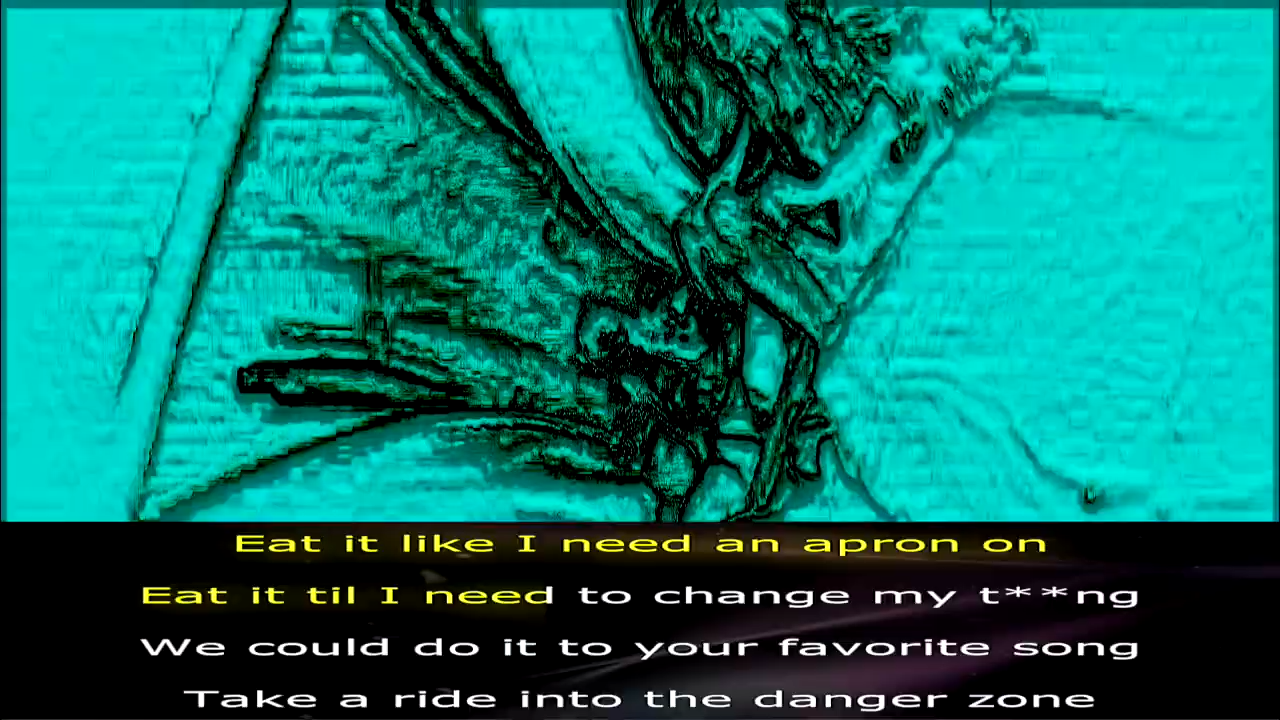 Eat it like I need an apron on
Eat it til I need to change my t**ng
We could do it to your favorite song
Take a ride into the danger zone